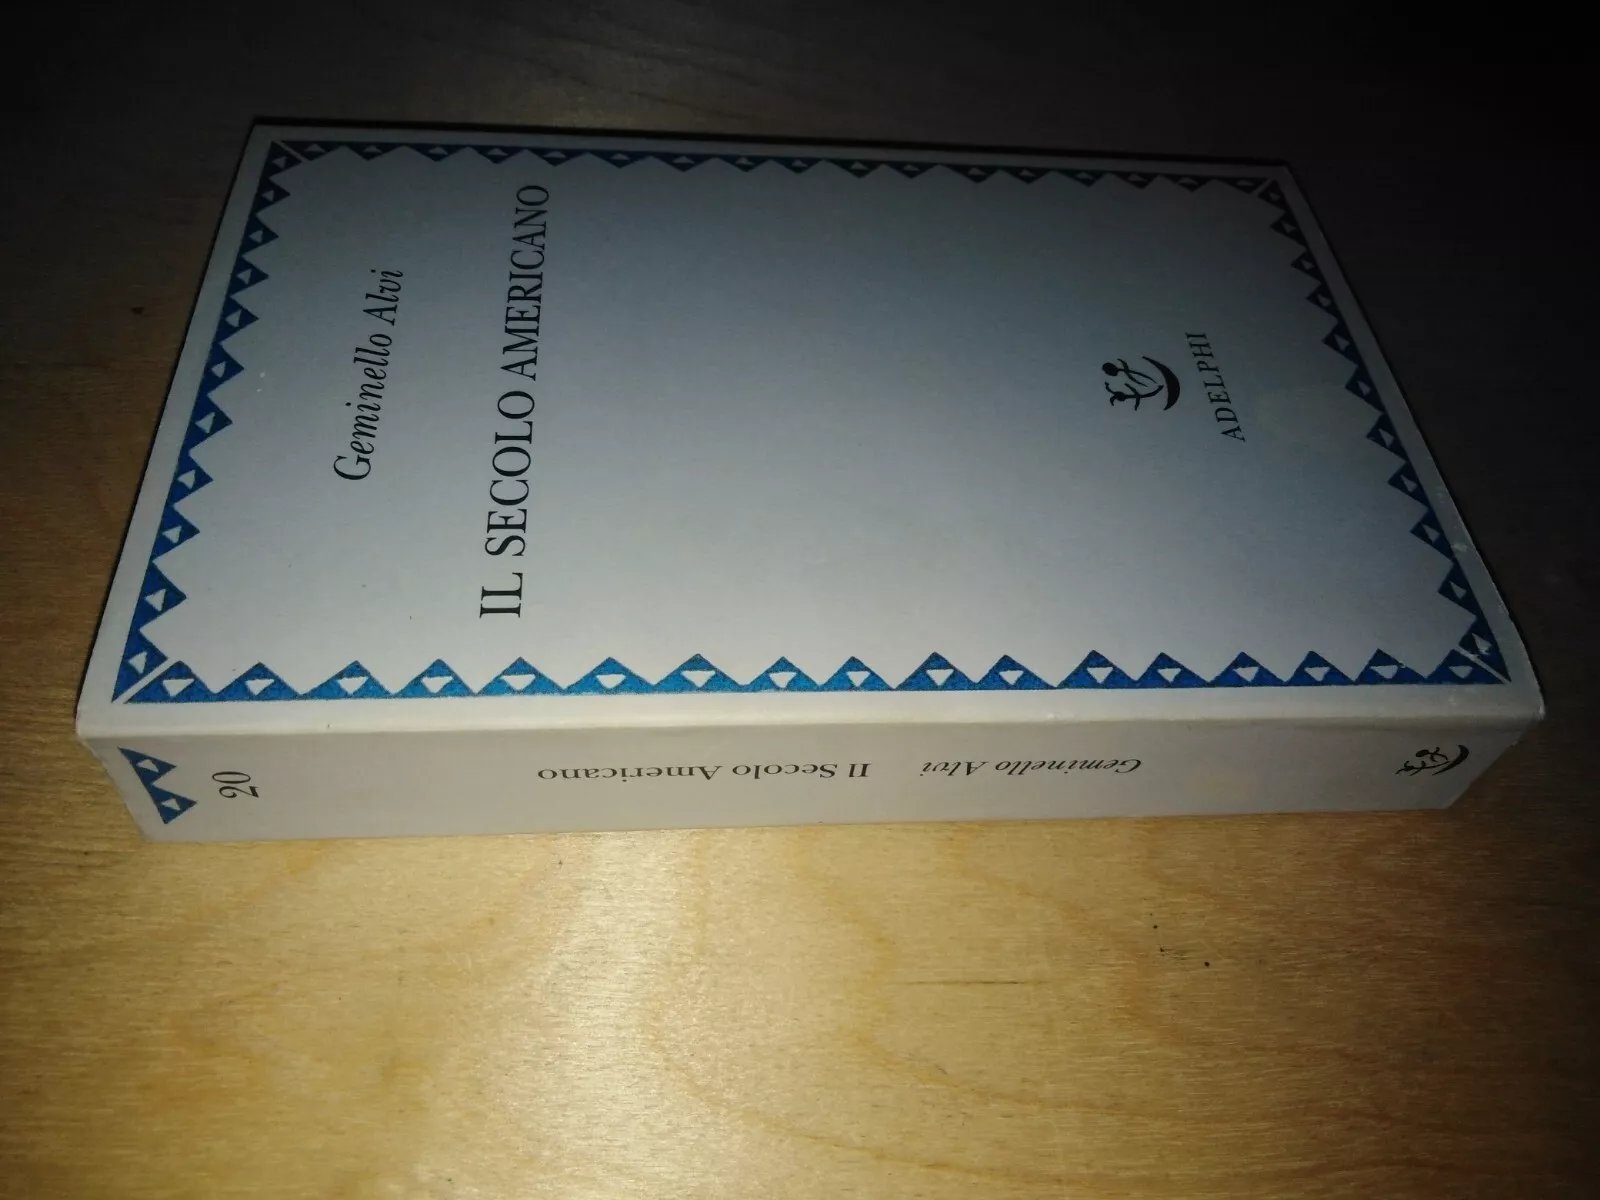 Geminello Alvi
IL SECOLO AMERICANO
ADELPHI
20
Il Secolo Americano
Geminello Alvi